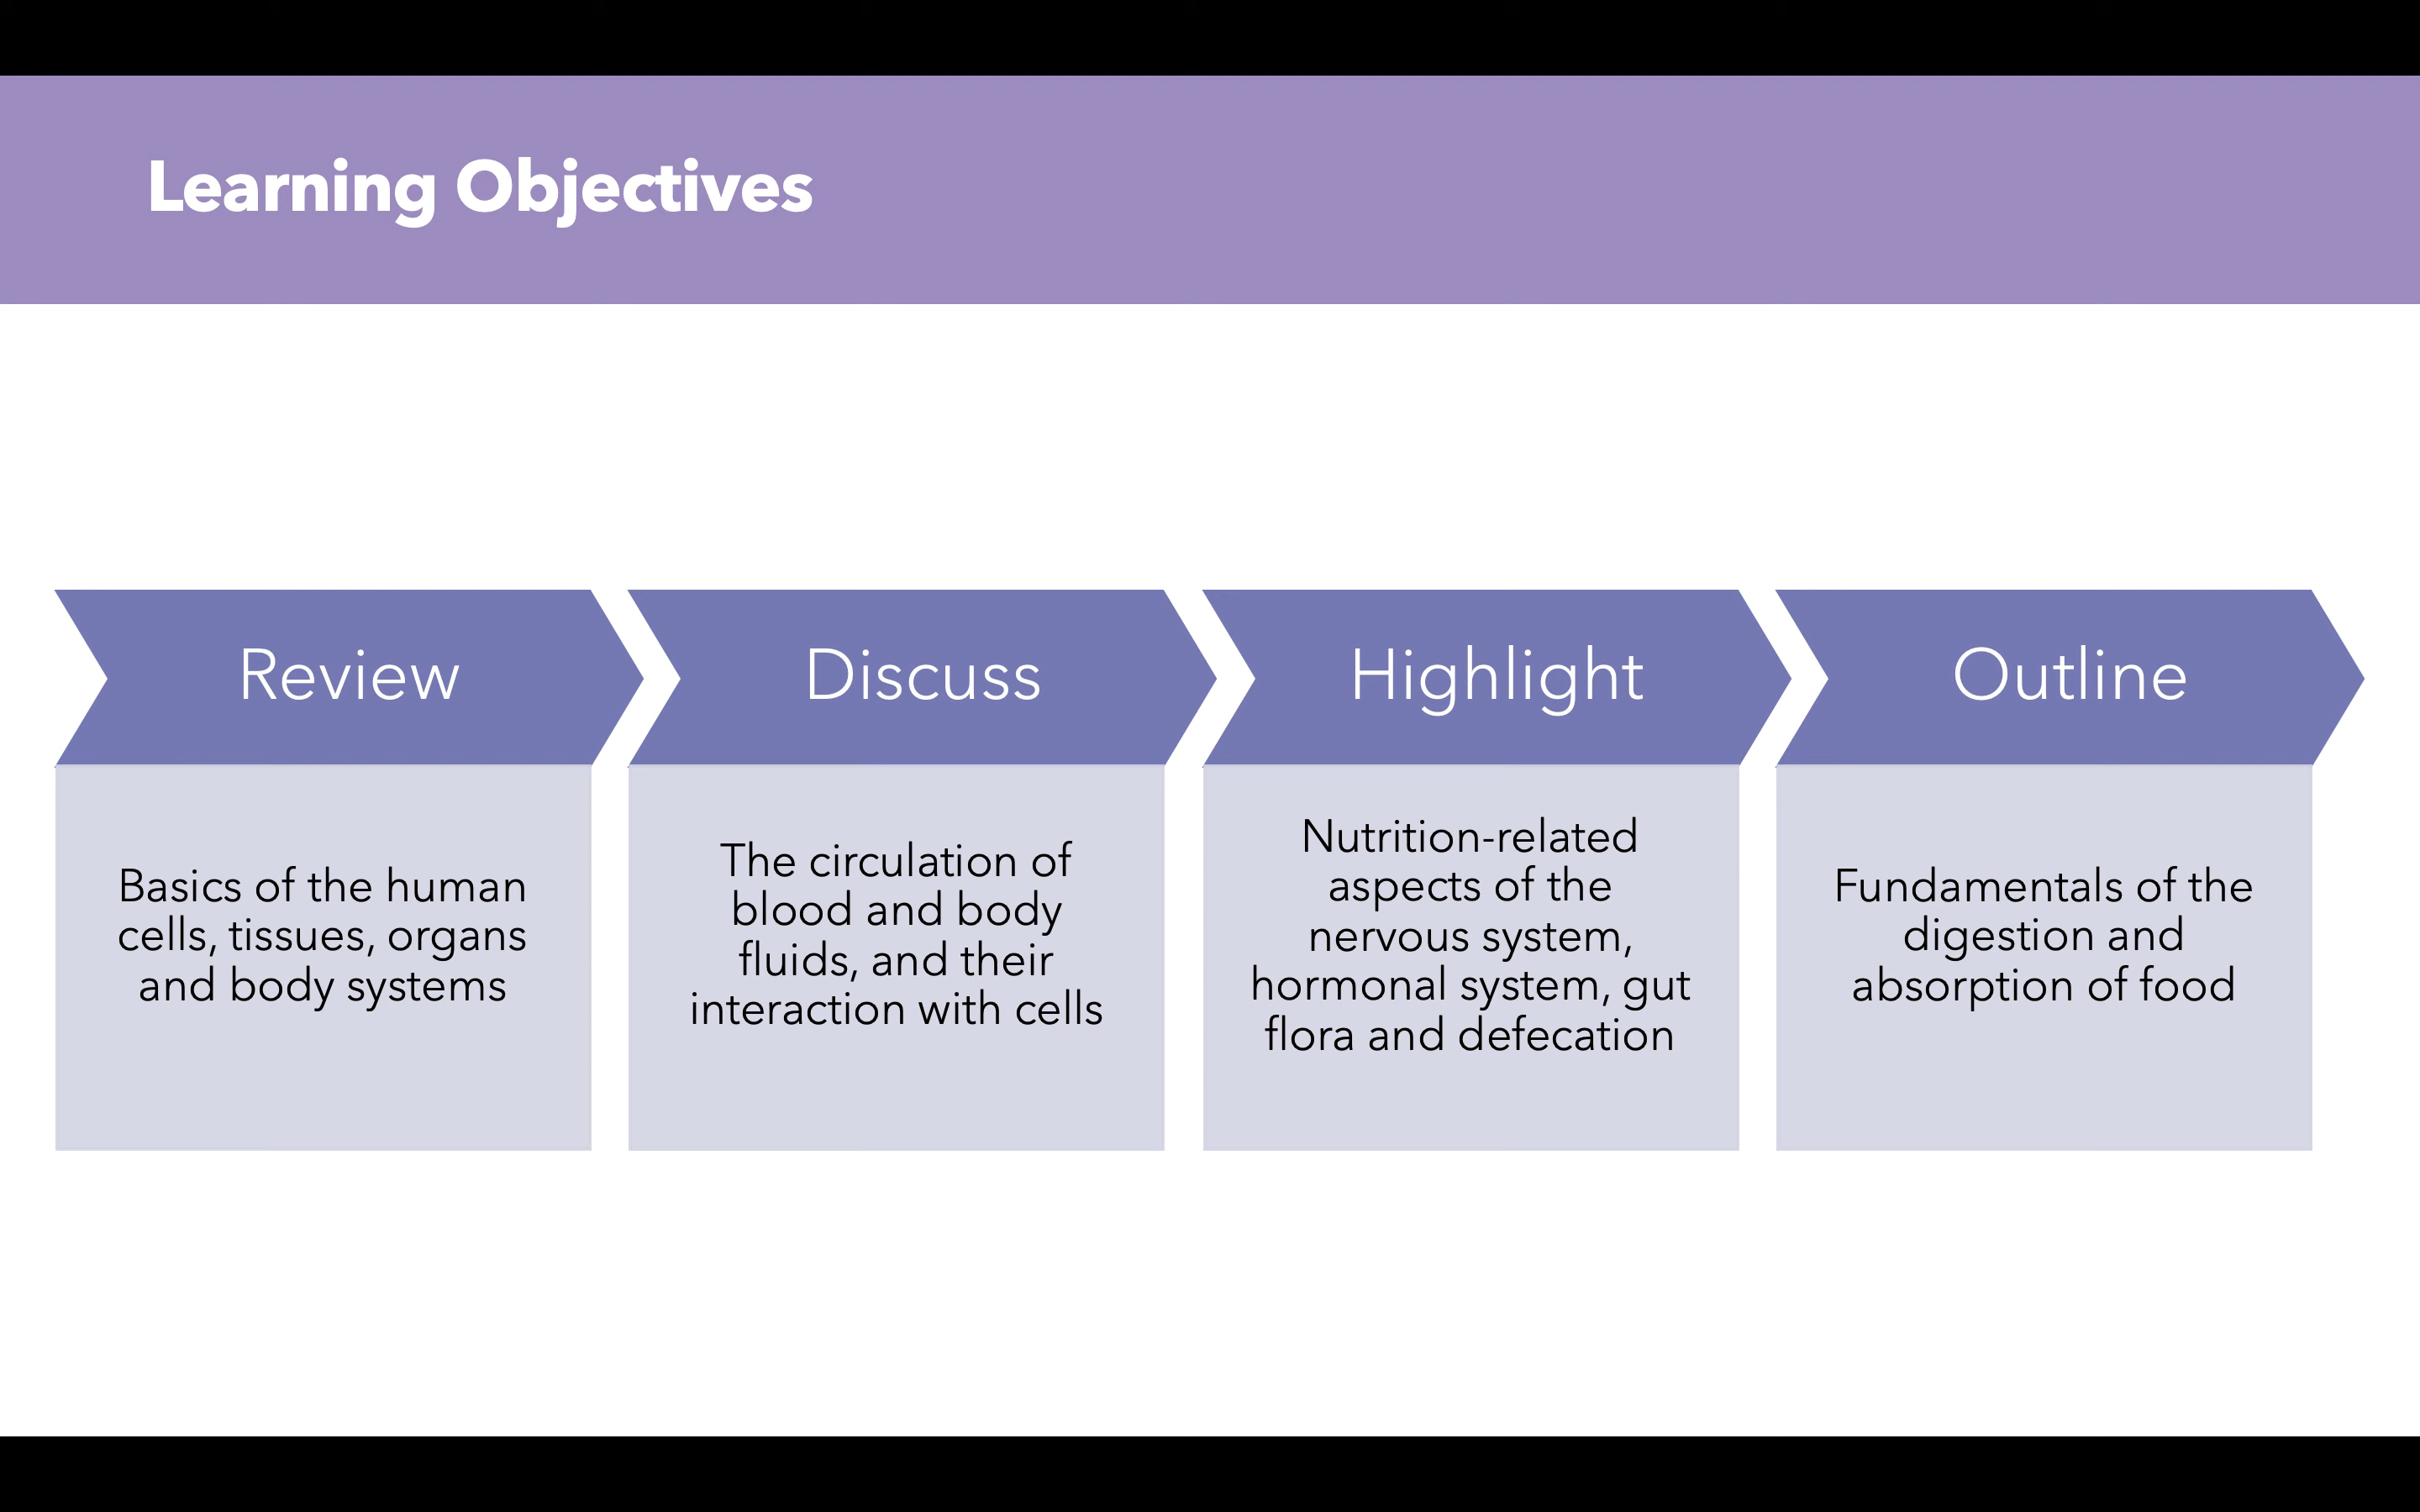 Learning Objectives
Review
Basics of the human
cells, tissues, organs
and body systems
Discuss
The circulation of
blood and body
fluids, and their
interaction with cells
Highlight
Nutrition-related
aspects of the
nervous system,
hormonal system, gut
flora and defecation
Outline
Fundamentals of the
digestion and
absorption of food